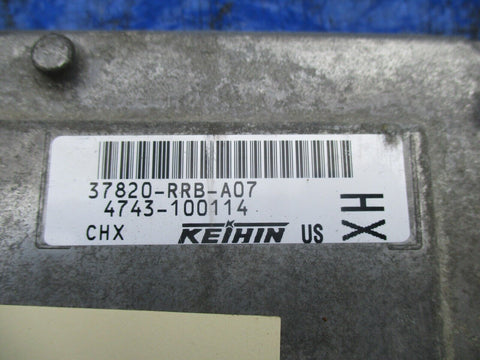 37820-RRB-A07
4743-100114
CHX KEIHIN US
HX